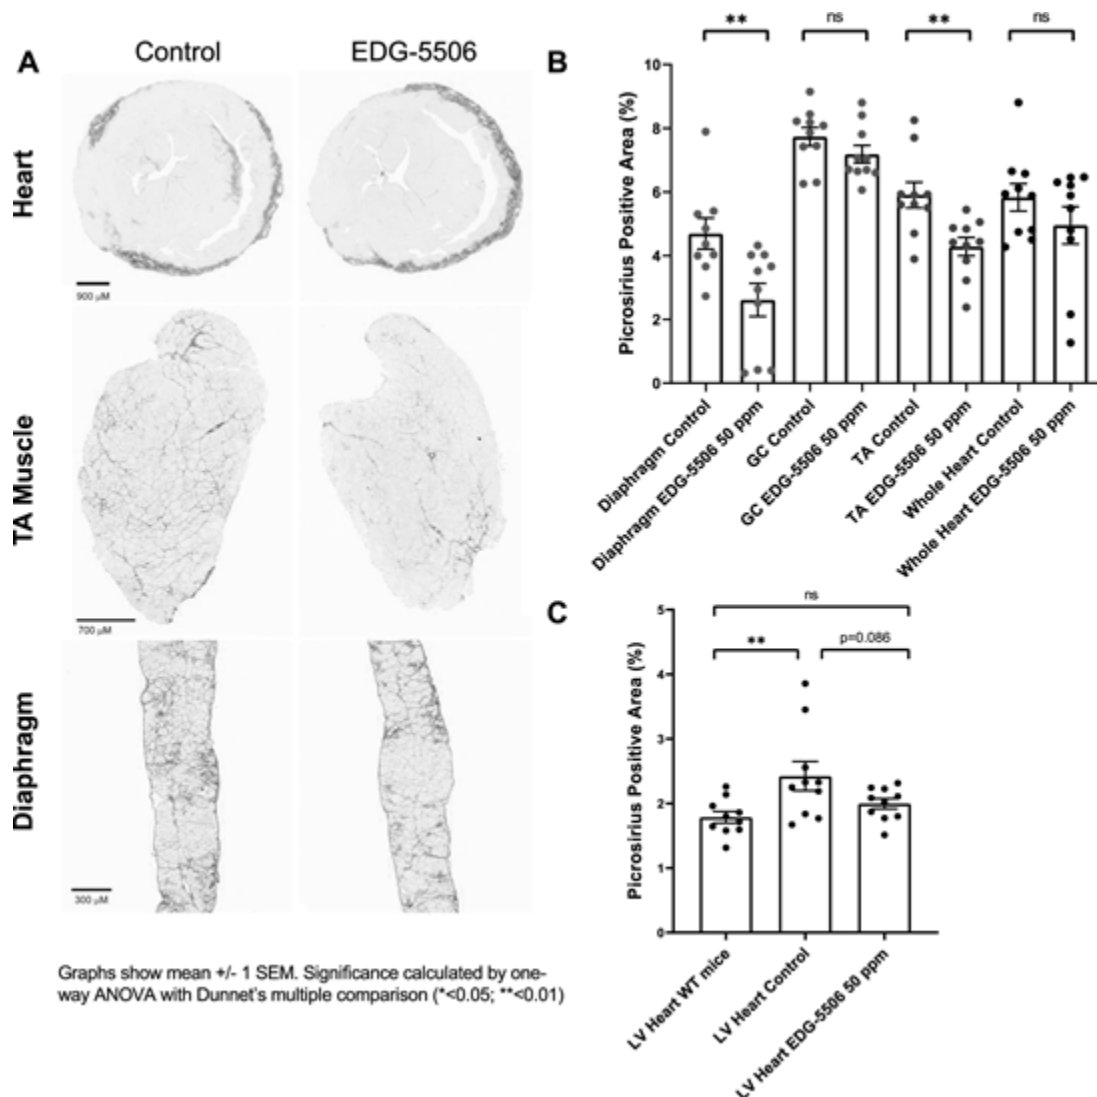 A
Control
EDG-5506
Heart
900 µM
TA Muscle
700 µM
Diaphragm
300 µM
Graphs show mean +/- 1 SEM. Significance calculated by one-
way ANOVA with Dunnet's multiple comparison (*<0.05; **<0.01)
B
** ns ** ns
Picrosirius Positive Area (%)
10
8
6
4
2
0
Diaphragm Control
Diaphragm EDG-5506 50 ppm
GC Control
GC EDG-5506 50 ppm
TA Control
TA EDG-5506 50 ppm
Whole Heart Control
Whole Heart EDG-5506 50 ppm
C
ns
** p=0.086
Picrosirius Positive Area (%)
5
4
3
2
1
0
LV Heart WT mice
LV Heart Control
LV Heart EDG-5506 50 ppm